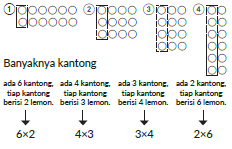 1 2 3 4
Banyaknya kantong
ada 6 kantong, ada 4 kantong, ada 3 kantong, ada 2 kantong,
tiap kantong tiap kantong tiap kantong tiap kantong
berisi 2 lemon. berisi 3 lemon. berisi 4 lemon. berisi 6 lemon.
6×2 4×3 3×4 2×6